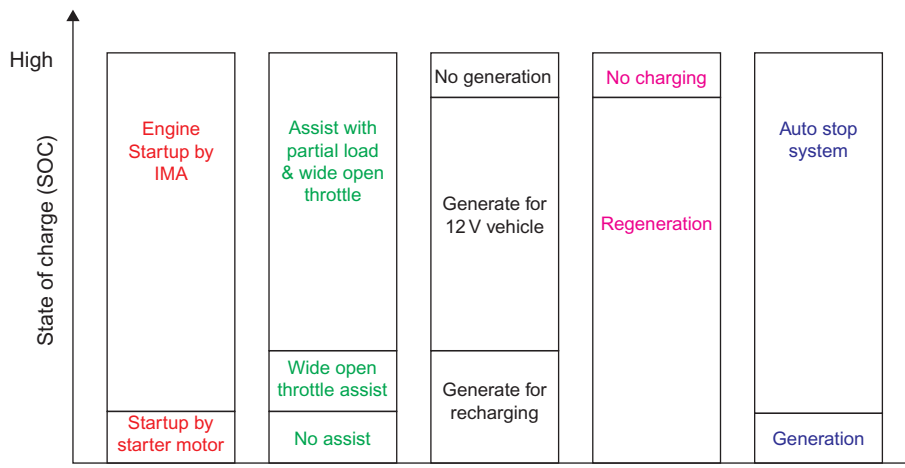 High
State of charge (SOC)
Engine
Startup by
IMA
Startup by
starter motor
Assist with
partial load
& wide open
throttle
Wide open
throttle assist
No assist
No generation
Generate for
12 V vehicle
Generate for
recharging
No charging
Regeneration
Auto stop
system
Generation